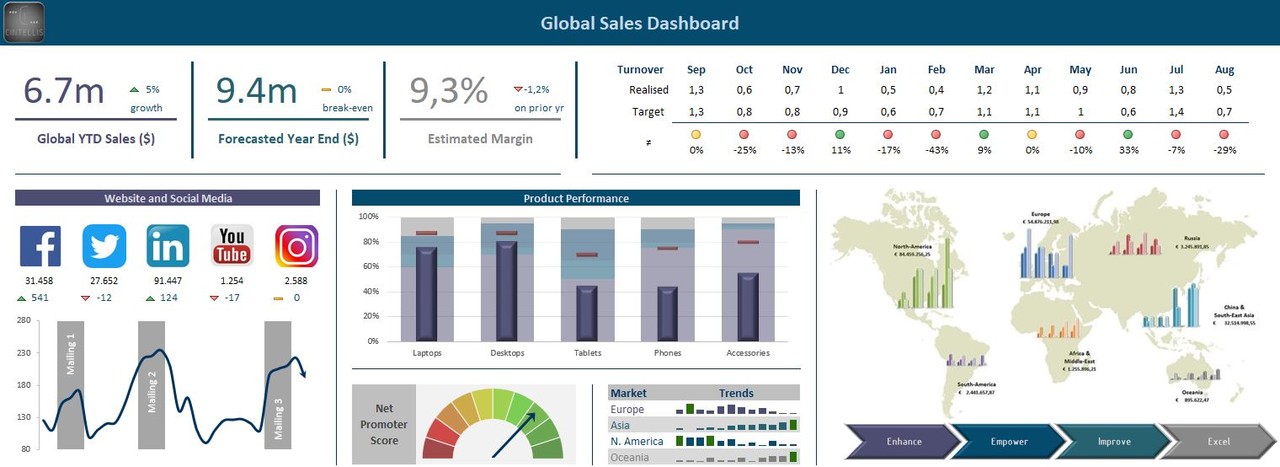 CINTELLIS
Global Sales Dashboard
6.7m
5%
growth
Global YTD Sales ($)
9.4m
0%
break-even
Forecasted Year End ($)
9,3%
-1,2%
on prior yr
Estimated Margin
Turnover Sep Oct Nov Dec Jan Feb Mar Apr May Jun Jul Aug
Realised 1,3 0,6 0,7 1 0,5 0,4 1,2 1,1 0,9 0,8 1,3 0,5
Target 1,3 0,8 0,8 0,9 0,6 0,7 1,1 1,1 1 0,6 1,4 0,7
≠ 0% -25% -13% 11% -17% -43% 9% 0% -10% 33% -7% -29%
Website and Social Media
f in You Tube
31.458 27.652 91.447 1.254 2.588
541 -12 124 -17 0
280
230
180
130
80
Mailing 1
Mailing 2
Mailing 3
Product Performance
100%
80%
60%
40%
20%
0%
Laptops Desktops Tablets Phones Accessories
Net
Promoter
Score
Market Trends
Europe
Asia
N. America
Oceania
North-America
€ 84.859.256,25
Europe
€ 54.876.211,98
Russia
€ 3.245.891,85
China &
South-East Asia
€ 32.514.998,55
Africa &
Middle-East
€ 1.255.896,21
South-America
€ 2.441.657,87
Oceania
€ 895.622,47
Enhance
Empower
Improve
Excel